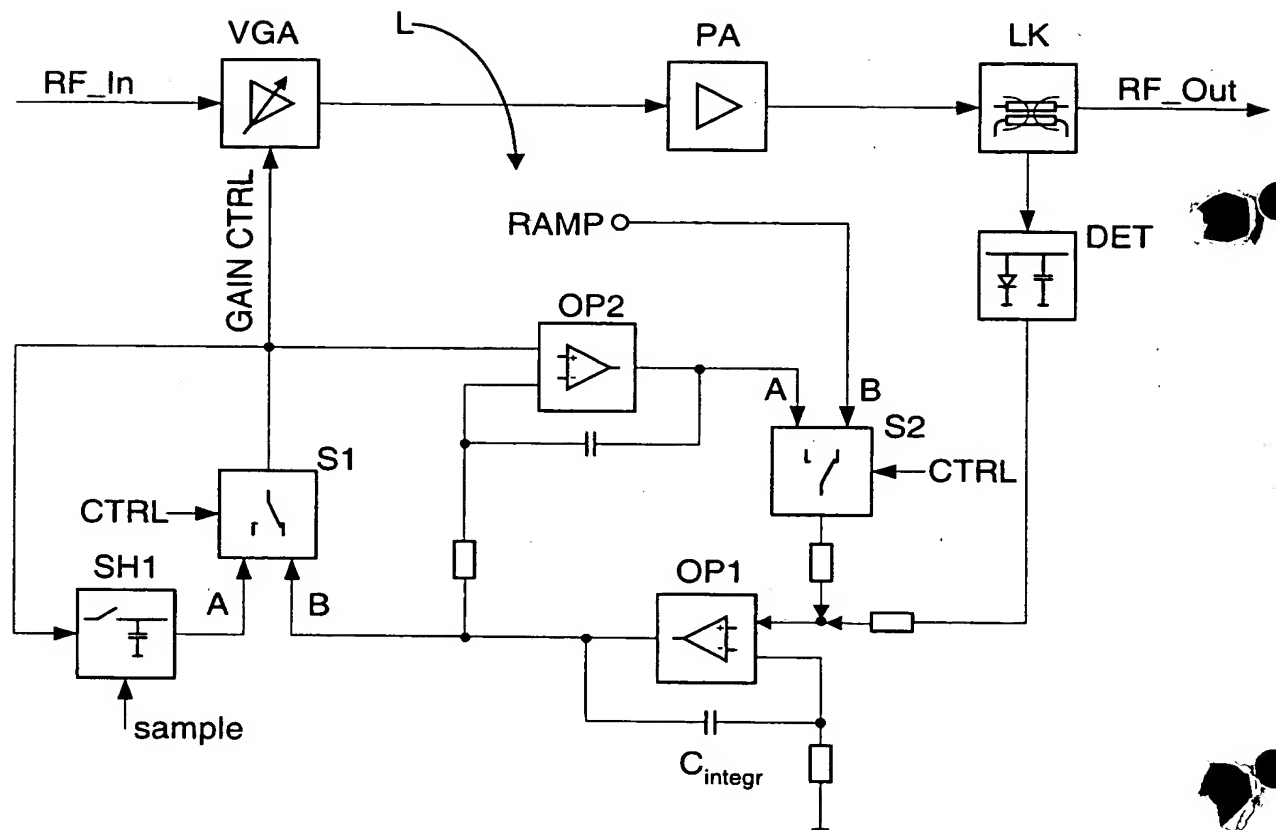 VGA
L
PA
LK
RF_In
RF_Out
GAIN CTRL
RAMP
DET
OP2
+
-
A
B
S2
CTRL
S1
CTRL
SH1
A
B
OP1
+
-
sample
C_integr